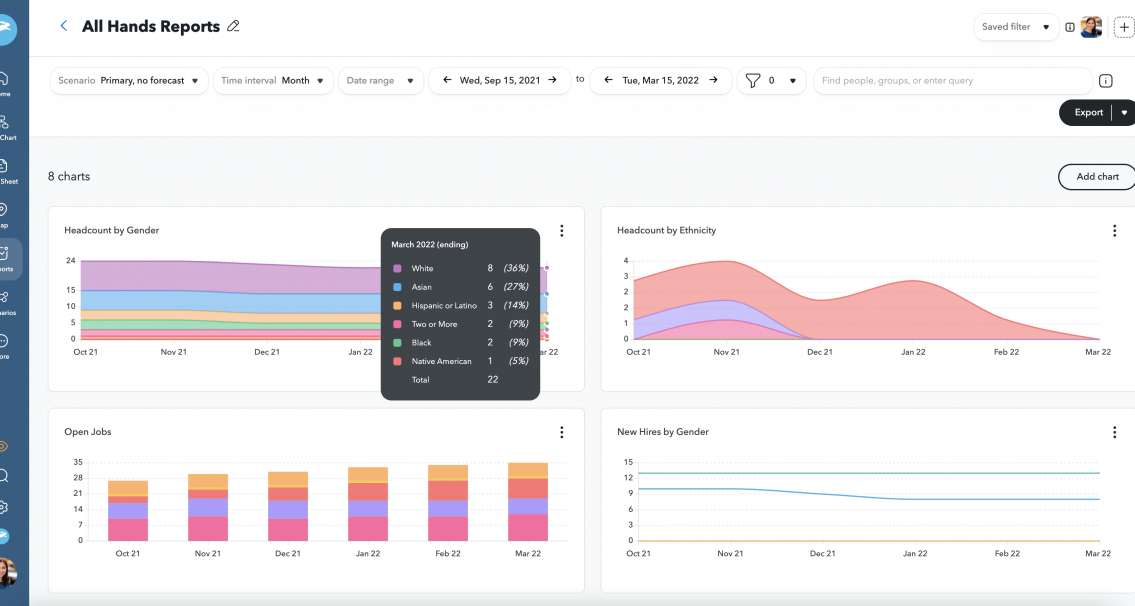 All Hands Reports
Saved filter
Scenario Primary, no forecast
Time interval Month
Date range
Wed, Sep 15, 2021
to
Tue, Mar 15, 2022
0
Find people, groups, or enter query
Export
8 charts
Add chart
Headcount by Gender
24
15
10
5
0
Oct 21 Nov 21 Dec 21 Jan 22 ar 22
March 2022 (ending)
White 8 (36%)
Asian 6 (27%)
Hispanic or Latino 3 (14%)
Two or More 2 (9%)
Black 2 (9%)
Native American 1 (5%)
Total 22
Headcount by Ethnicity
4
3
2
2
1
0
Oct 21 Nov 21 Dec 21 Jan 22 Feb 22 Mar 22
Open Jobs
35
28
21
14
7
0
Oct 21 Nov 21 Dec 21 Jan 22 Feb 22 Mar 22
New Hires by Gender
15
12
9
6
3
0
Oct 21 Nov 21 Dec 21 Jan 22 Feb 22 Mar 22
ome
Chart
Sheet
ap
ports
narios
ore